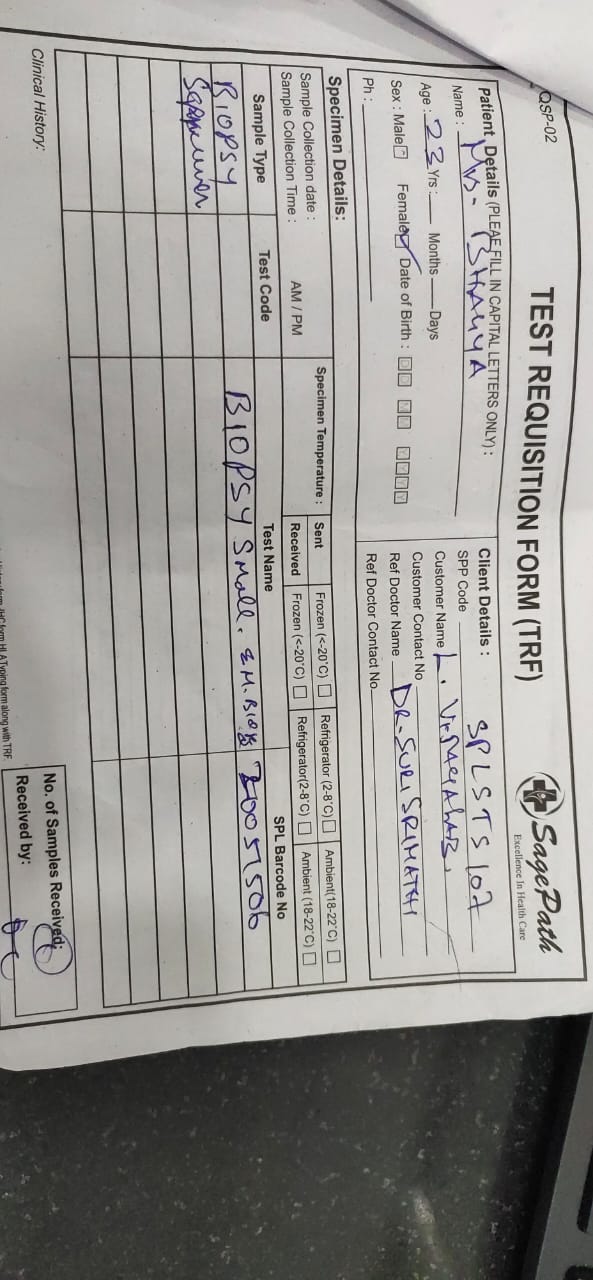 QSP-02
TEST REQUISITION FORM (TRF)
SagePath
Excellence In Health Care
Patient Details (PLEAE FILL IN CAPITAL LETTERS ONLY) :
Name : Mrs- BHAVYA
Age : 23 Yrs : Months Days
Sex : Male Female Date of Birth : D D M M Y Y Y Y
Ph :
Client Details :
SPP Code SPLSTS107
Customer Name L.
Customer Contact No
Ref Doctor Name DR. SURI SRIMATHI
Ref Doctor Contact No.
Specimen Details:
Sample Collection date :
Sample Collection Time : AM / PM
Specimen Temperature :
Sent Frozen (<-20°C) Refrigerator (2-8°C) Ambient(18-22°C)
Received Frozen (<-20°C) Refrigerator(2-8°C) Ambient (18-22°C)
Sample Type Test Code Test Name SPL Barcode No
BIOPSY BIOPSY Small.
Clinical History:
No. of Samples Received:
Received by: